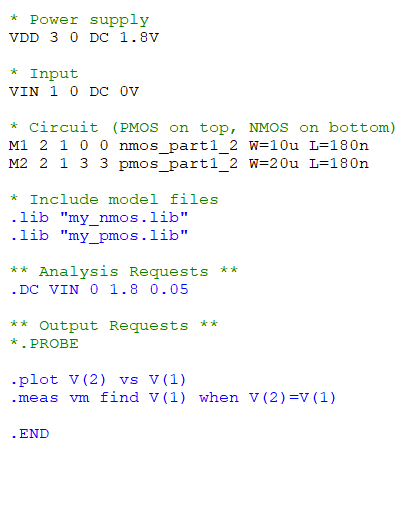 * Power supply
VDD 3 0 DC 1.8V
* Input
VIN 1 0 DC 0V
* Circuit (PMOS on top, NMOS on bottom)
M1 2 1 0 0 nmos_part1_2 W=10u L=180n
M2 2 1 3 3 pmos_part1_2 W=20u L=180n
* Include model files
.lib "my_nmos.lib"
.lib "my_pmos.lib"
** Analysis Requests **
.DC VIN 0 1.8 0.05
** Output Requests **
*.PROBE
.plot V(2) vs V(1)
.meas vm find V(1) when V(2)=V(1)
.END